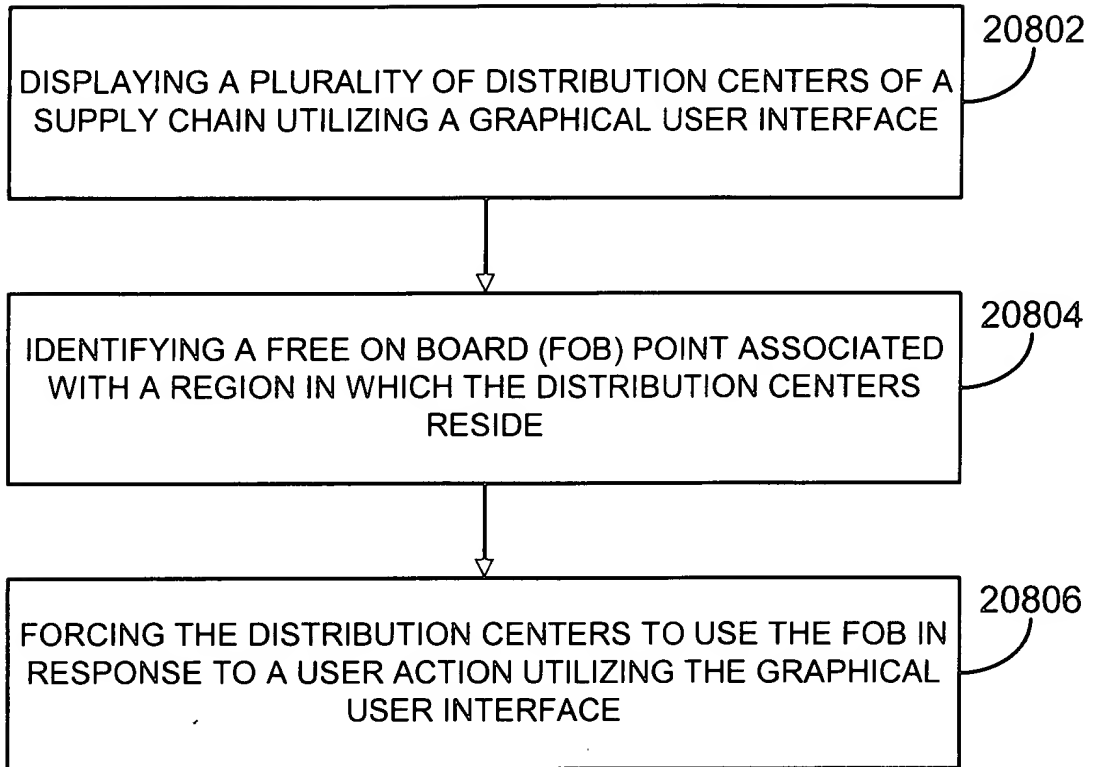 20802
DISPLAYING A PLURALITY OF DISTRIBUTION CENTERS OF A
SUPPLY CHAIN UTILIZING A GRAPHICAL USER INTERFACE
20804
IDENTIFYING A FREE ON BOARD (FOB) POINT ASSOCIATED
WITH A REGION IN WHICH THE DISTRIBUTION CENTERS
RESIDE
20806
FORCING THE DISTRIBUTION CENTERS TO USE THE FOB IN
RESPONSE TO A USER ACTION UTILIZING THE GRAPHICAL
USER INTERFACE